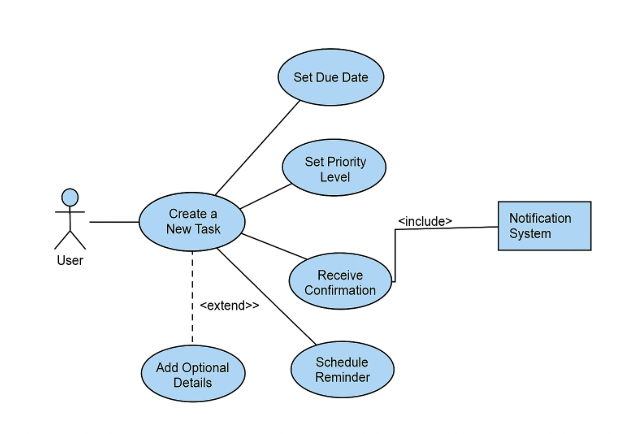 Set Due Date
Set Priority
Level
Create a
New Task
<include>
Notification
System
User
Receive
Confirmation
<extend>>
Add Optional
Details
Schedule
Reminder